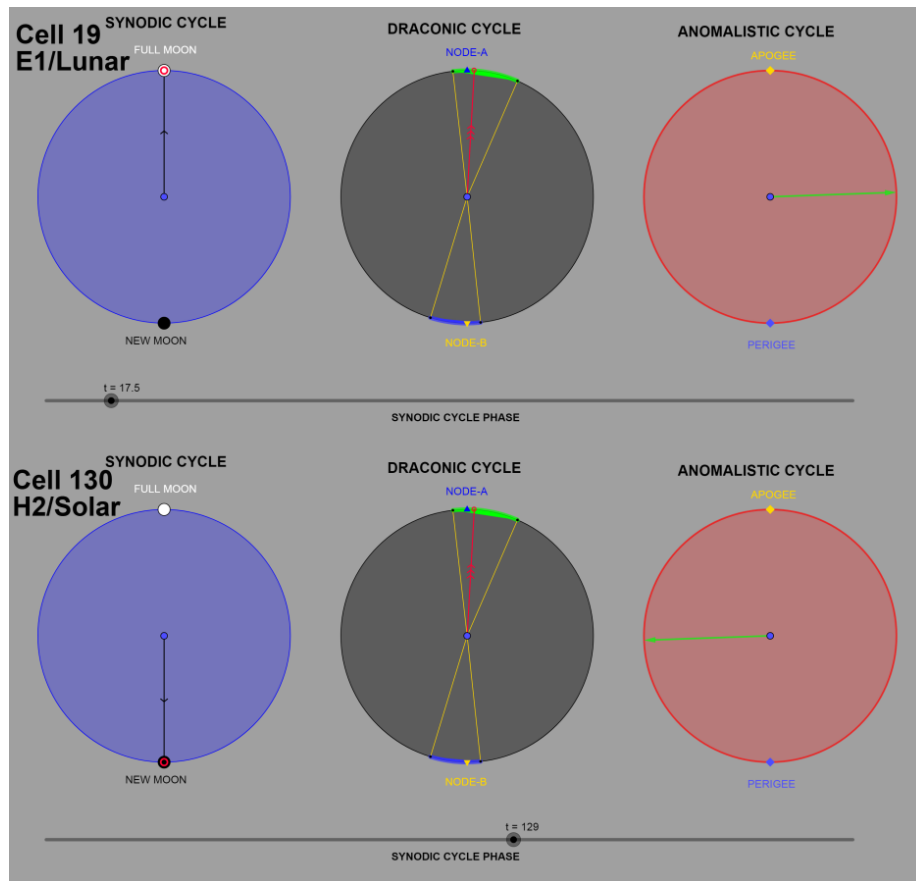 Cell 19
E1/Lunar
SYNODIC CYCLE
DRACONIC CYCLE
ANOMALISTIC CYCLE
FULL MOON
NODE-A
APOGEE
NEW MOON
NODE-B
PERIGEE
t = 17.5
SYNODIC CYCLE PHASE
Cell 130
H2/Solar
SYNODIC CYCLE
DRACONIC CYCLE
ANOMALISTIC CYCLE
FULL MOON
NODE-A
APOGEE
NEW MOON
NODE-B
PERIGEE
t = 129
SYNODIC CYCLE PHASE